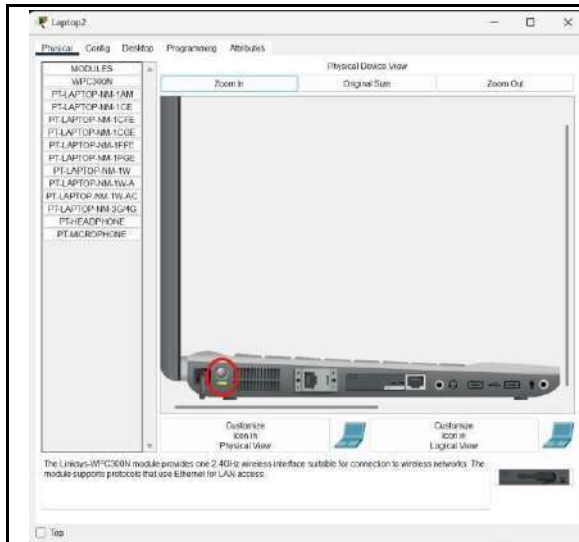 Laptop2
Physical Config Desktop Programming Attributes
MODULES
WPC300N
PT-LAPTOP-NM-1AM
PT-LAPTOP-NM-1CE
PT-LAPTOP-NM-1CFE
PT-LAPTOP-NM-1CGE
PT-LAPTOP-NM-1FFE
PT-LAPTOP-NM-1FGE
PT-LAPTOP-NM-1W
PT-LAPTOP-NM-1W-A
PT-LAPTOP-NM-1W-AC
PT-LAPTOP-NM-3G/4G
PT-HEADPHONE
PT-MICROPHONE
Physical Device View
Zoom In Original Size Zoom Out
Customize
Icon in
Physical View
Customize
Icon in
Logical View
The Linksys-WPC300N module provides one 2.4GHz wireless interface suitable for connection to wireless networks. The
module supports protocols that use Ethernet for LAN access.
Top